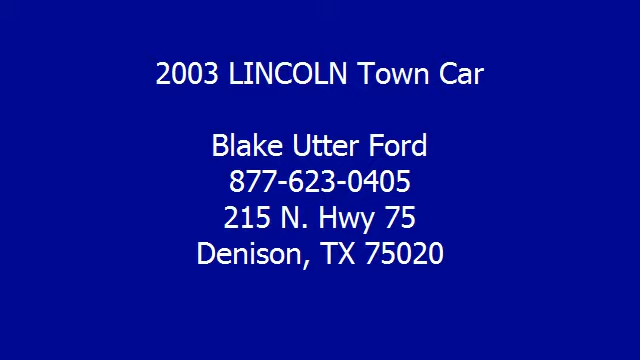 2003 LINCOLN Town Car
Blake Utter Ford
877-623-0405
215 N. Hwy 75
Denison, TX 75020